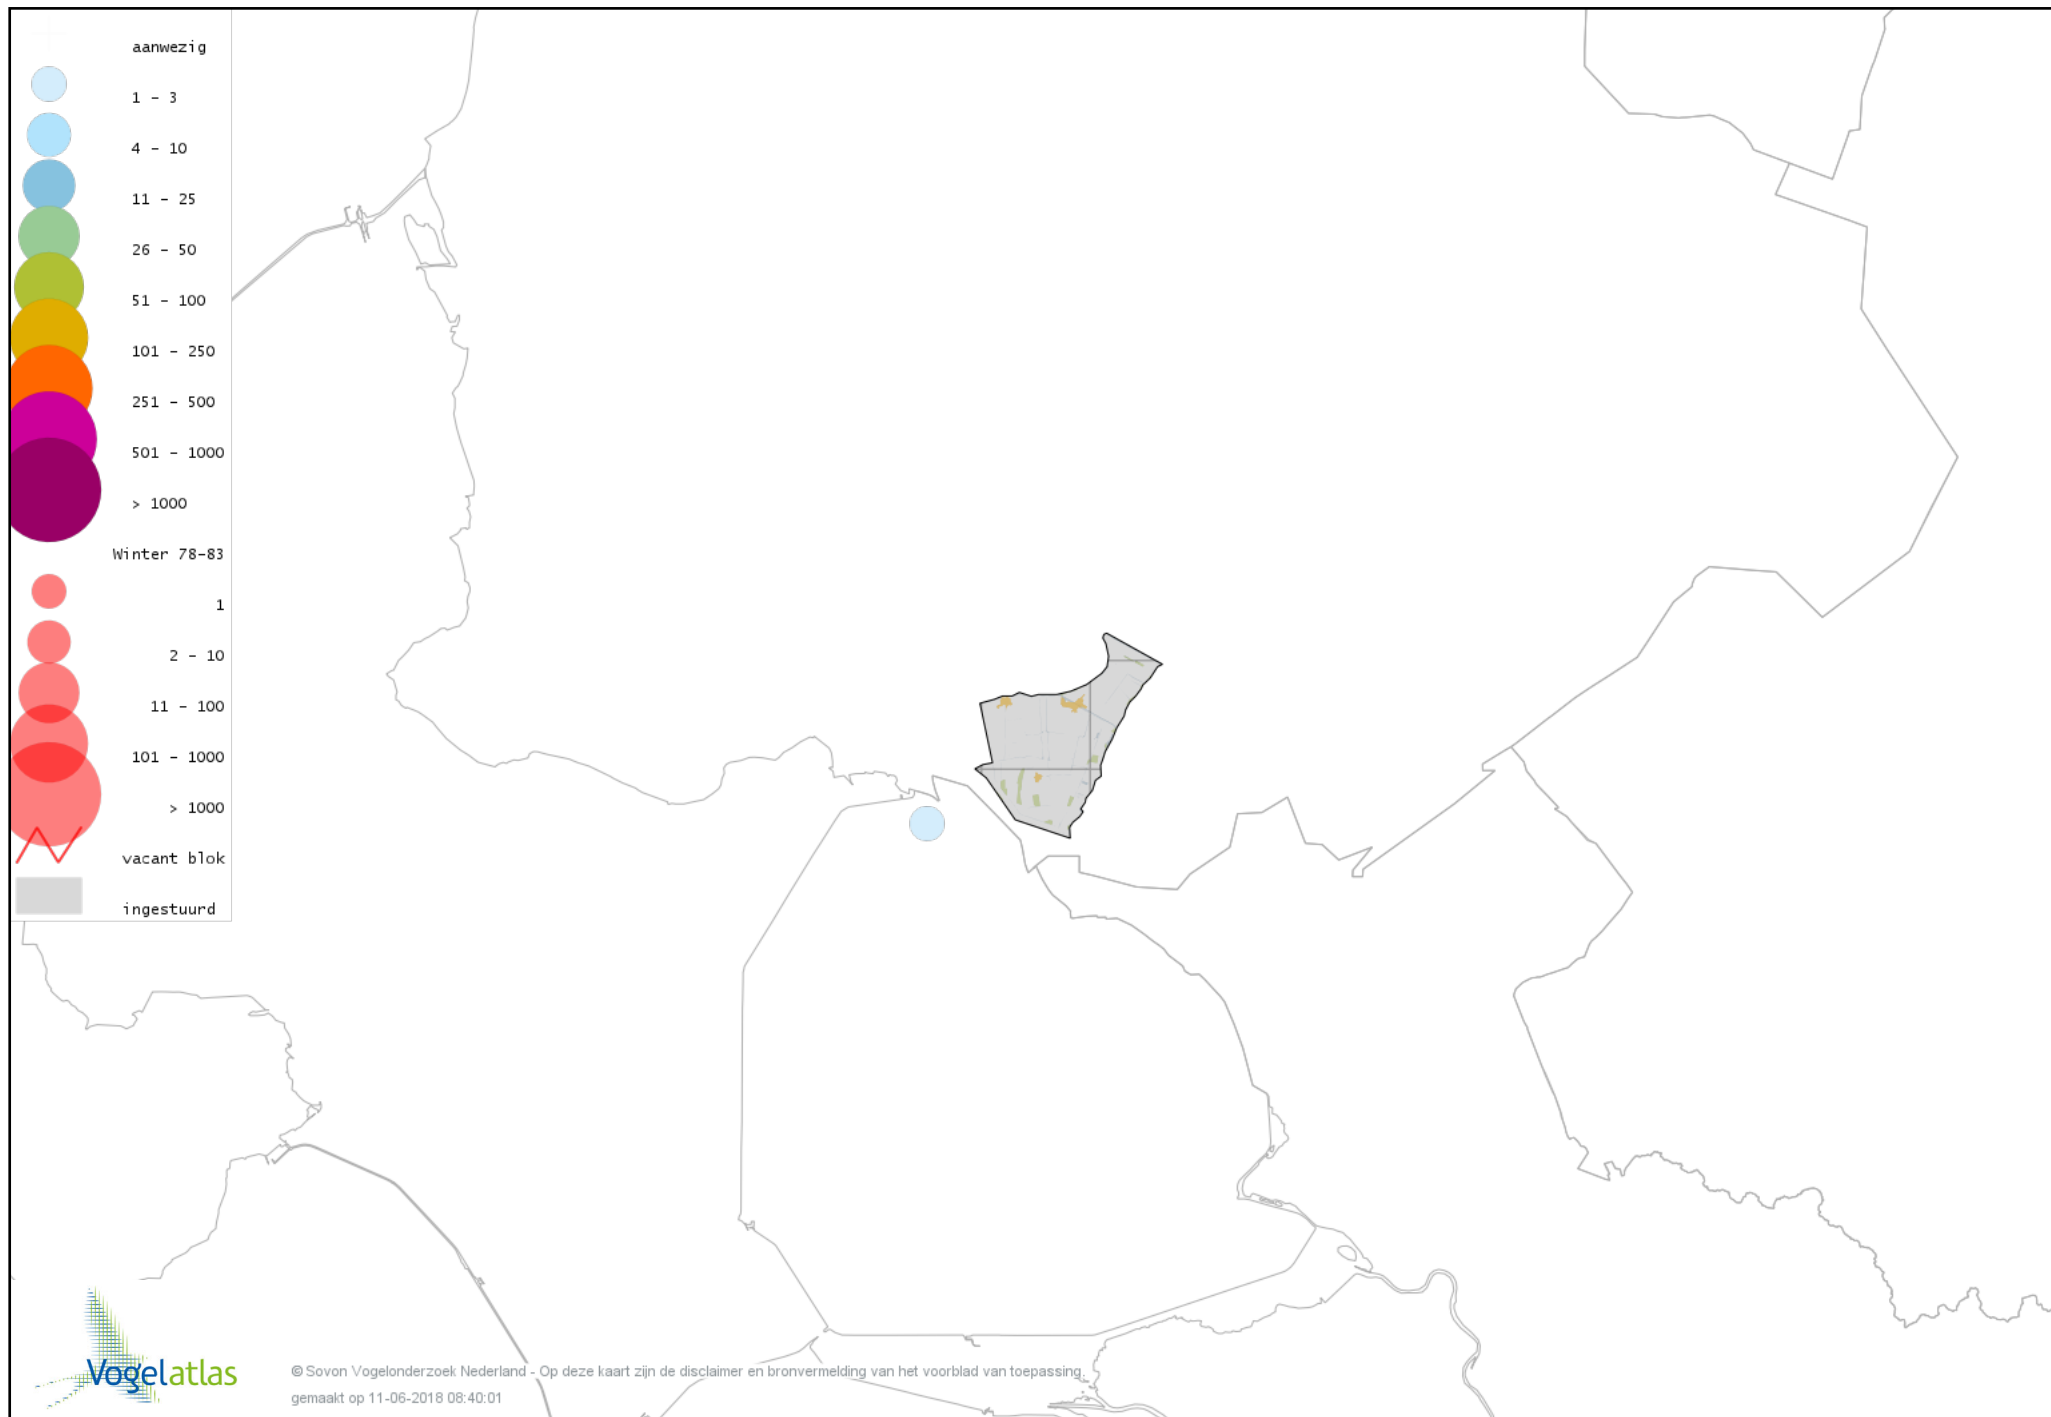 aanwezig
1 - 3
4 - 10
11 - 25
26 - 50
51 - 100
101 - 250
251 - 500
501 - 1000
> 1000
Winter 78-83
1
2 - 10
11 - 100
101 - 1000
> 1000
vacant blok
ingestuurd
Vogelatlas
© Sovon Vogelonderzoek Nederland - Op deze kaart zijn de disclaimer en bronvermelding van het voorblad van toepassing.
gemaakt op 11-06-2018 08:40:01